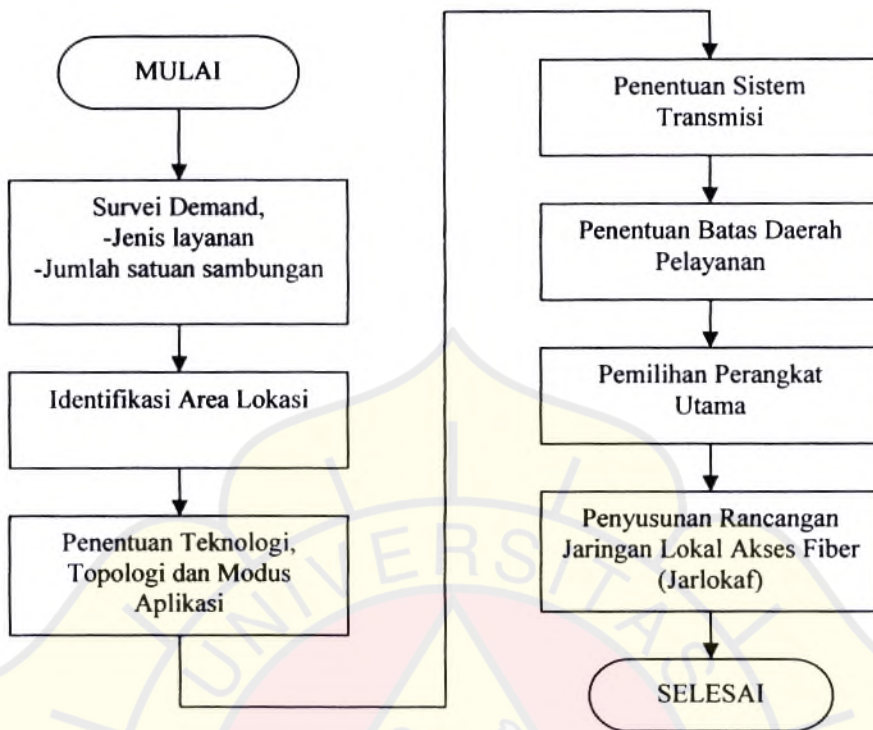 MULAI
Survei Demand,
-Jenis layanan
-Jumlah satuan sambungan
Identifikasi Area Lokasi
Penentuan Teknologi,
Topologi dan Modus
Aplikasi
Penentuan Sistem
Transmisi
Penentuan Batas Daerah
Pelayanan
Pemilihan Perangkat
Utama
Penyusunan Rancangan
Jaringan Lokal Akses Fiber
(Jarlokaf)
SELESAI
UNIVERSITAS